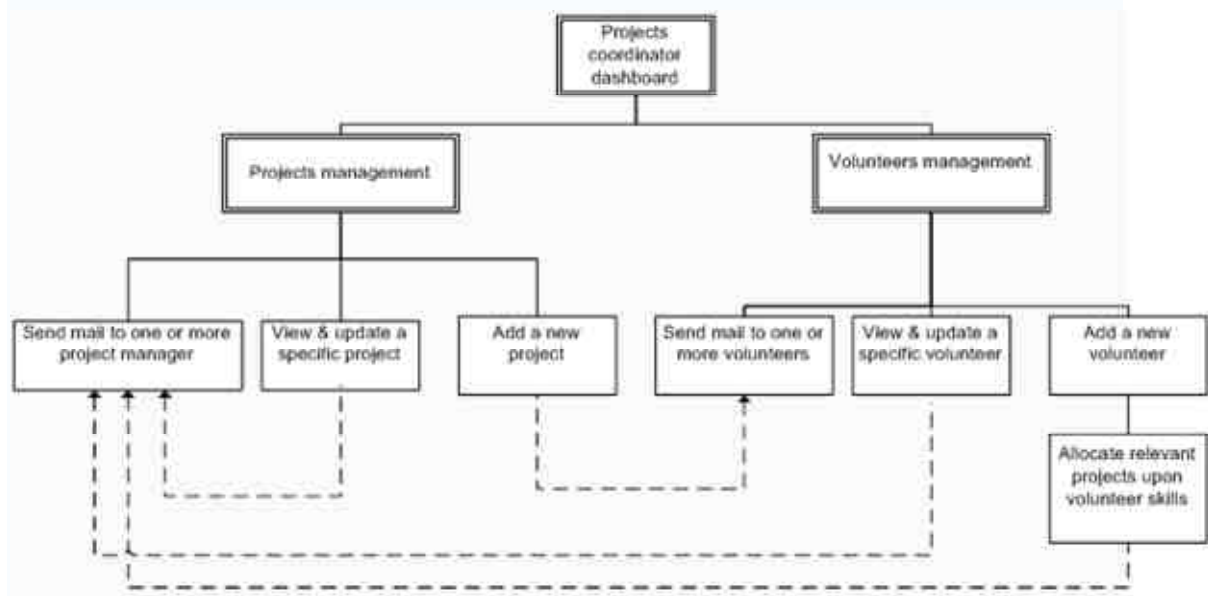 Projects
coordinator
dashboard
Projects management
Volunteers management
Send mail to one or more
project manager
View & update a
specific project
Add a new
project
Send mail to one or
more volunteers
View & update a
specific volunteer
Add a new
volunteer
Allocate relevant
projects upon
volunteer skills